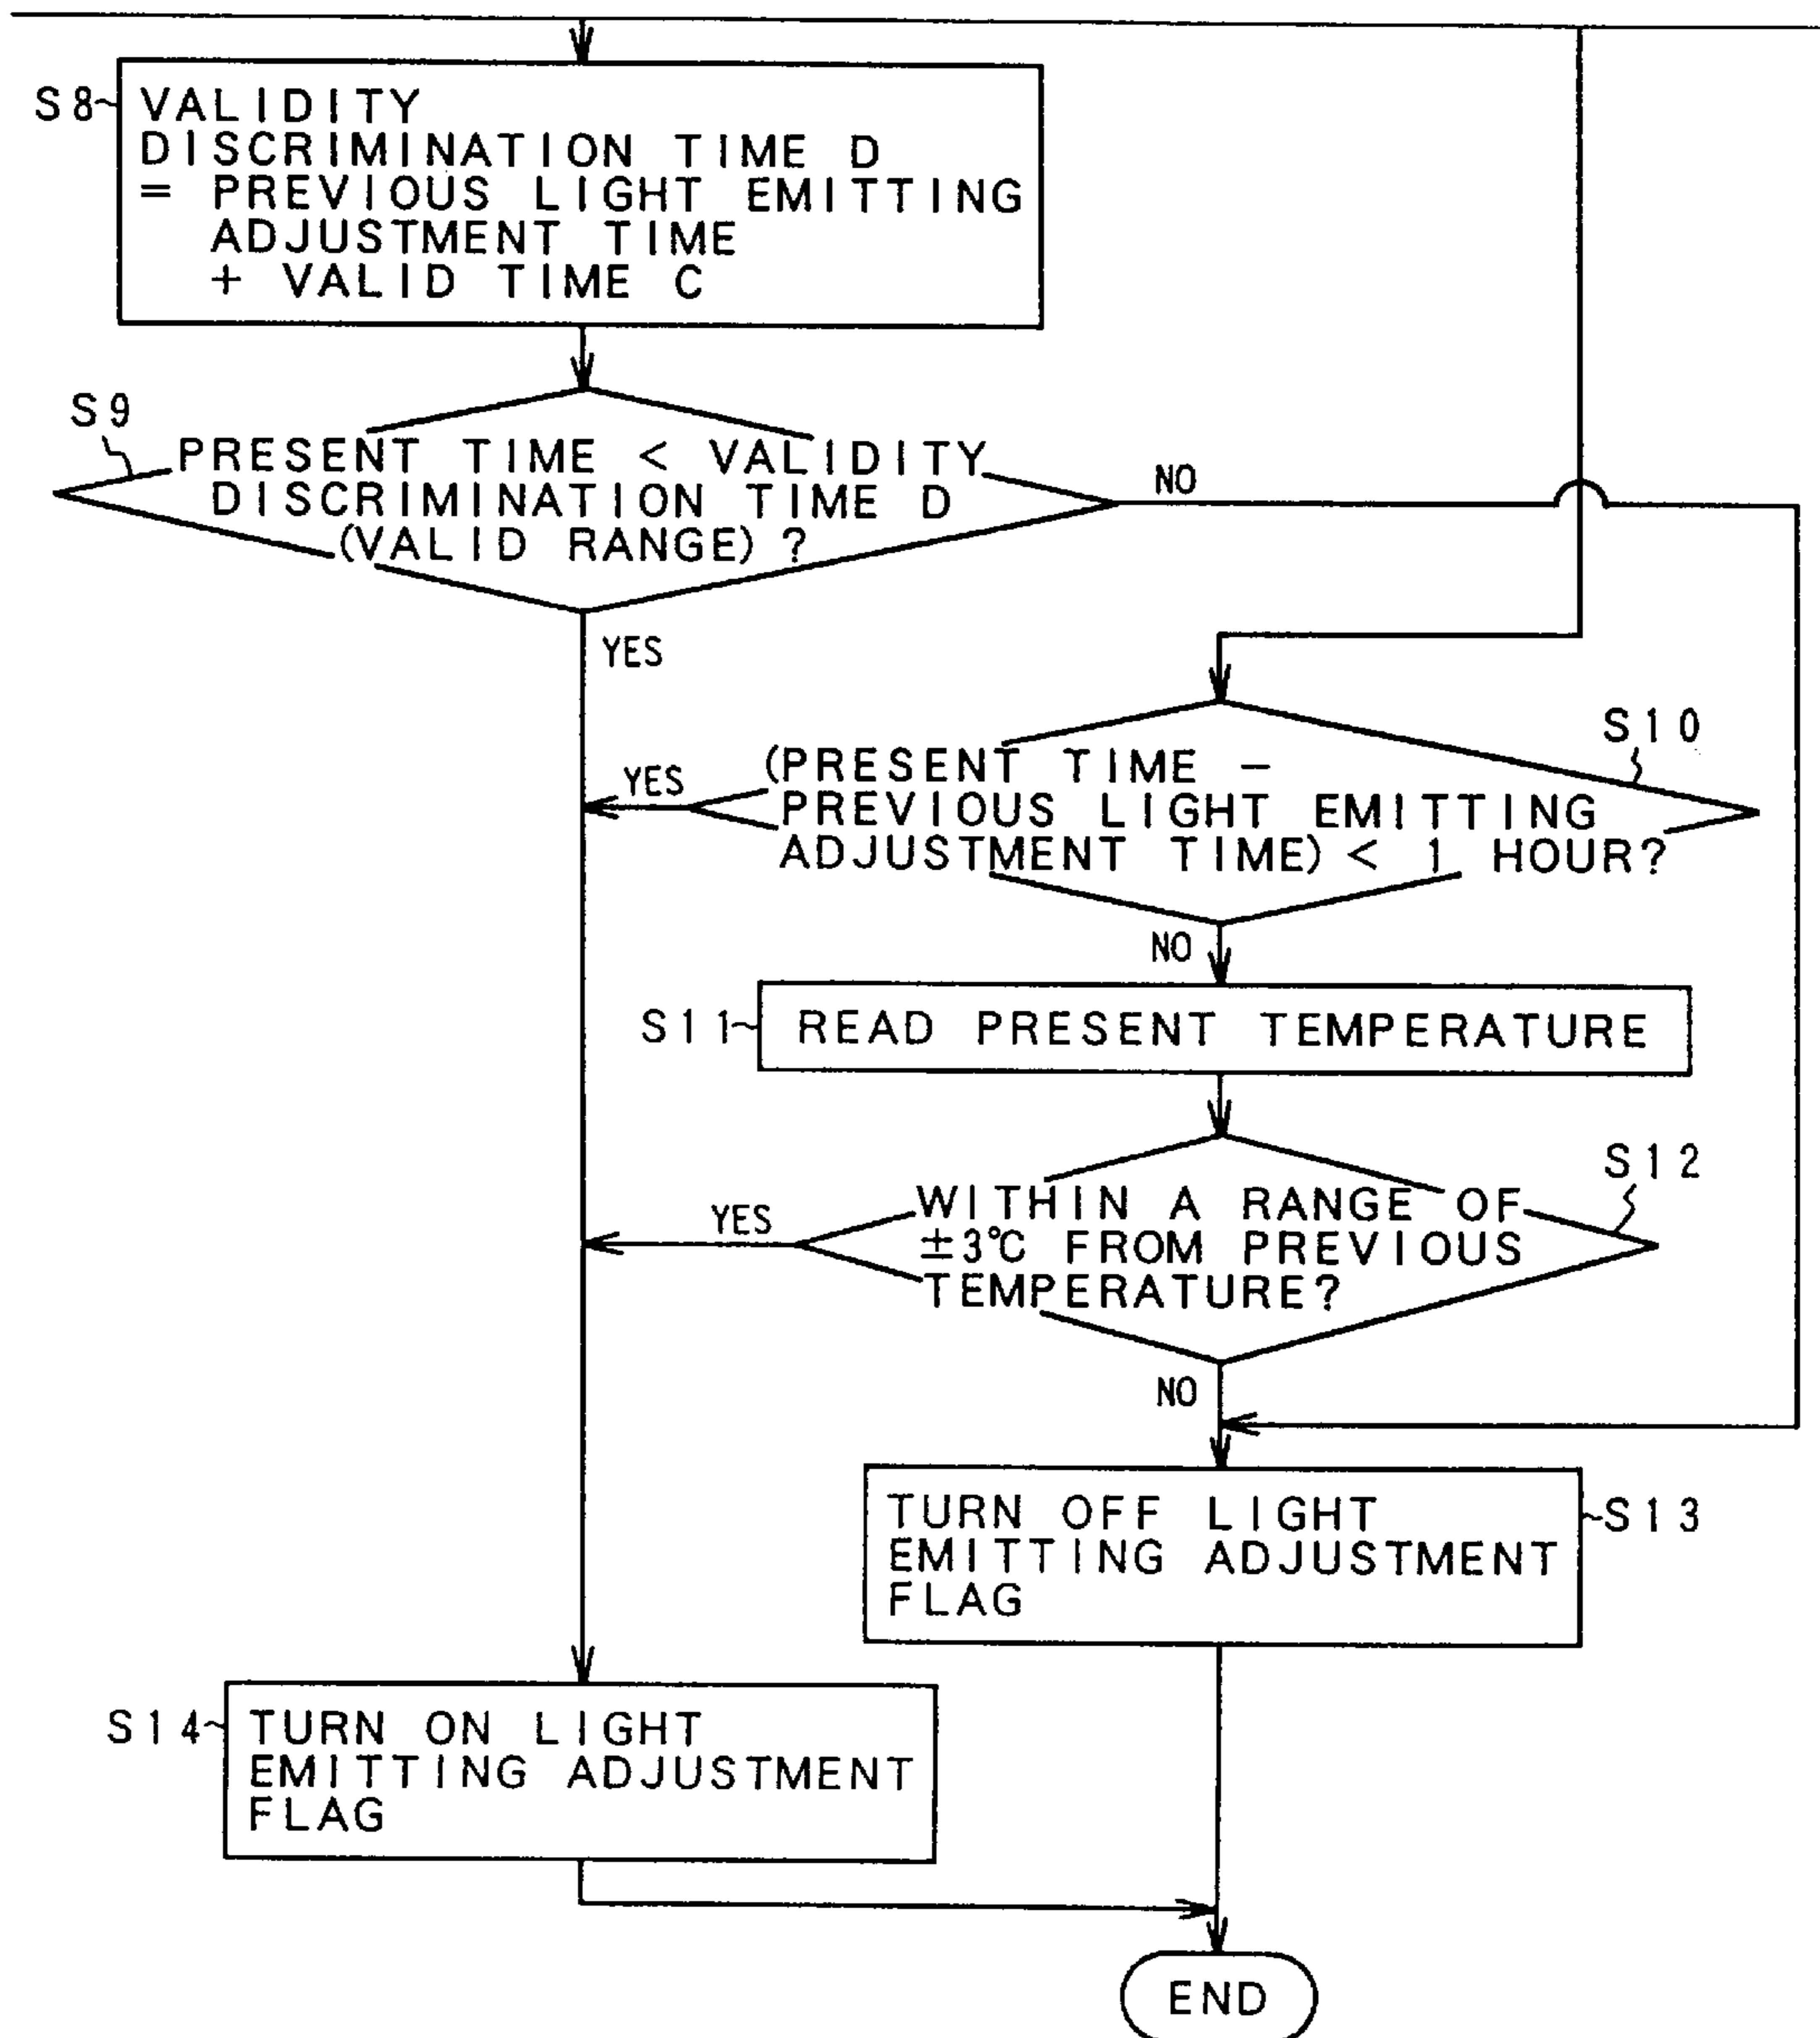 S8
VALIDITY
DISCRIMINATION TIME D
= PREVIOUS LIGHT EMITTING
ADJUSTMENT TIME
+ VALID TIME C
S9
PRESENT TIME < VALIDITY
DISCRIMINATION TIME D
(VALID RANGE)?
NO
YES
S10
(PRESENT TIME -
PREVIOUS LIGHT EMITTING
ADJUSTMENT TIME) < 1 HOUR?
YES
NO
S11
READ PRESENT TEMPERATURE
S12
WITHIN A RANGE OF
±3℃ FROM PREVIOUS
TEMPERATURE?
YES
NO
TURN OFF LIGHT
EMITTING ADJUSTMENT
FLAG
S13
S14
TURN ON LIGHT
EMITTING ADJUSTMENT
FLAG
END